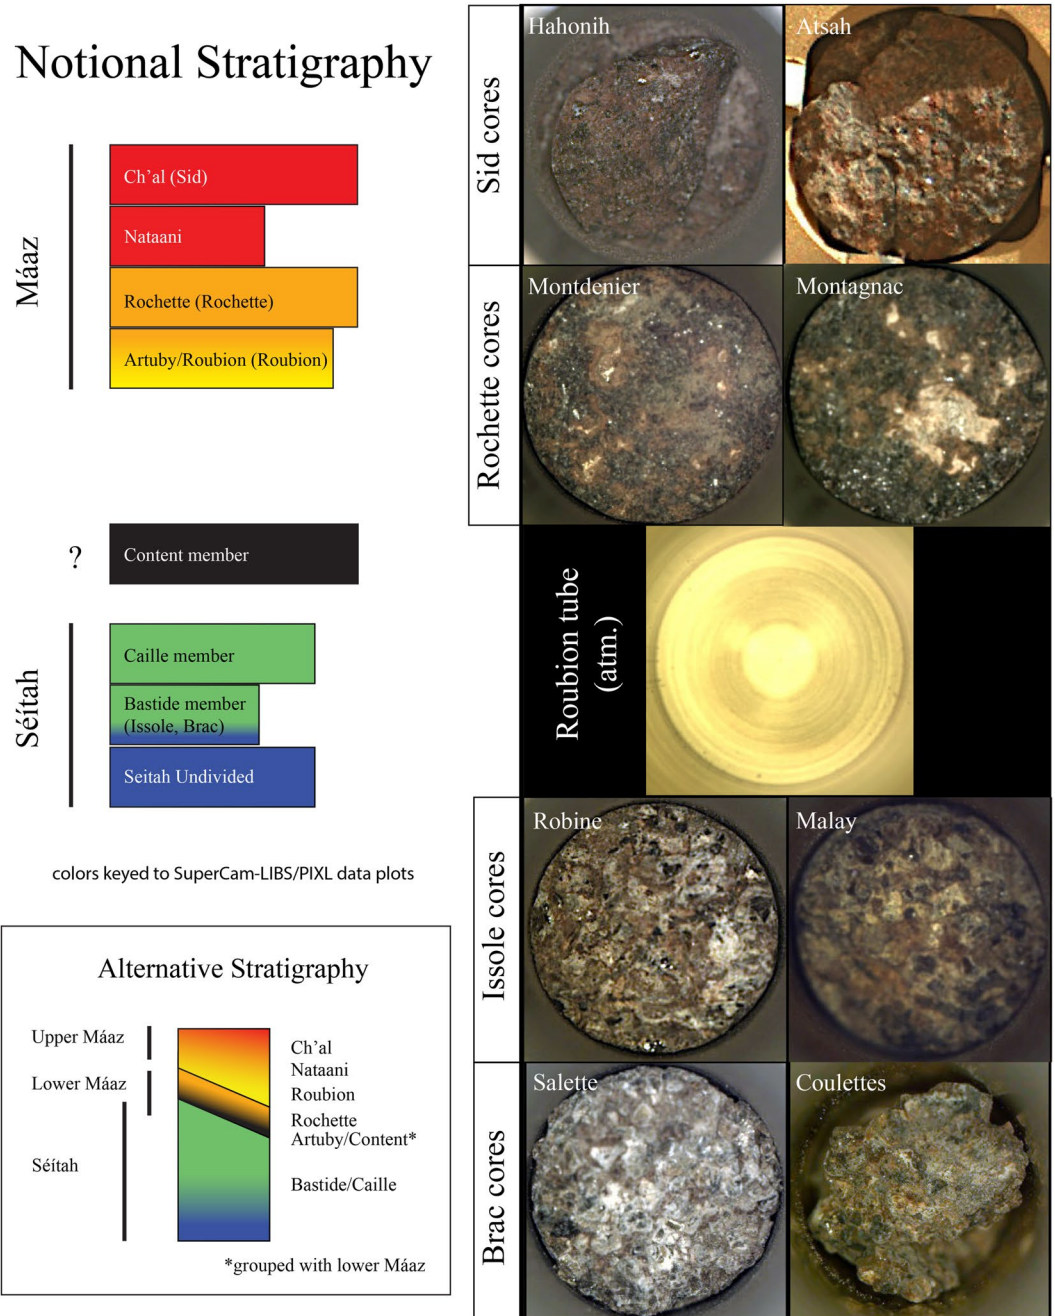 Notional Stratigraphy
Máaz
Ch'al (Sid)
Nataani
Rochette (Rochette)
Artuby/Roubion (Roubion)
?
Content member
Séítah
Caille member
Bastide member
(Issole, Brac)
Seitah Undivided
colors keyed to SuperCam-LIBS/PIXL data plots
Alternative Stratigraphy
Upper Máaz
Lower Máaz
Séítah
Ch'al
Nataani
Roubion
Rochette
Artuby/Content*
Bastide/Caille
*grouped with lower Máaz
Sid cores
Hahonih
Atsah
Rochette cores
Montdenier
Montagnac
Roubion tube
(atm.)
Issole cores
Robine
Malay
Brac cores
Salette
Coulettes